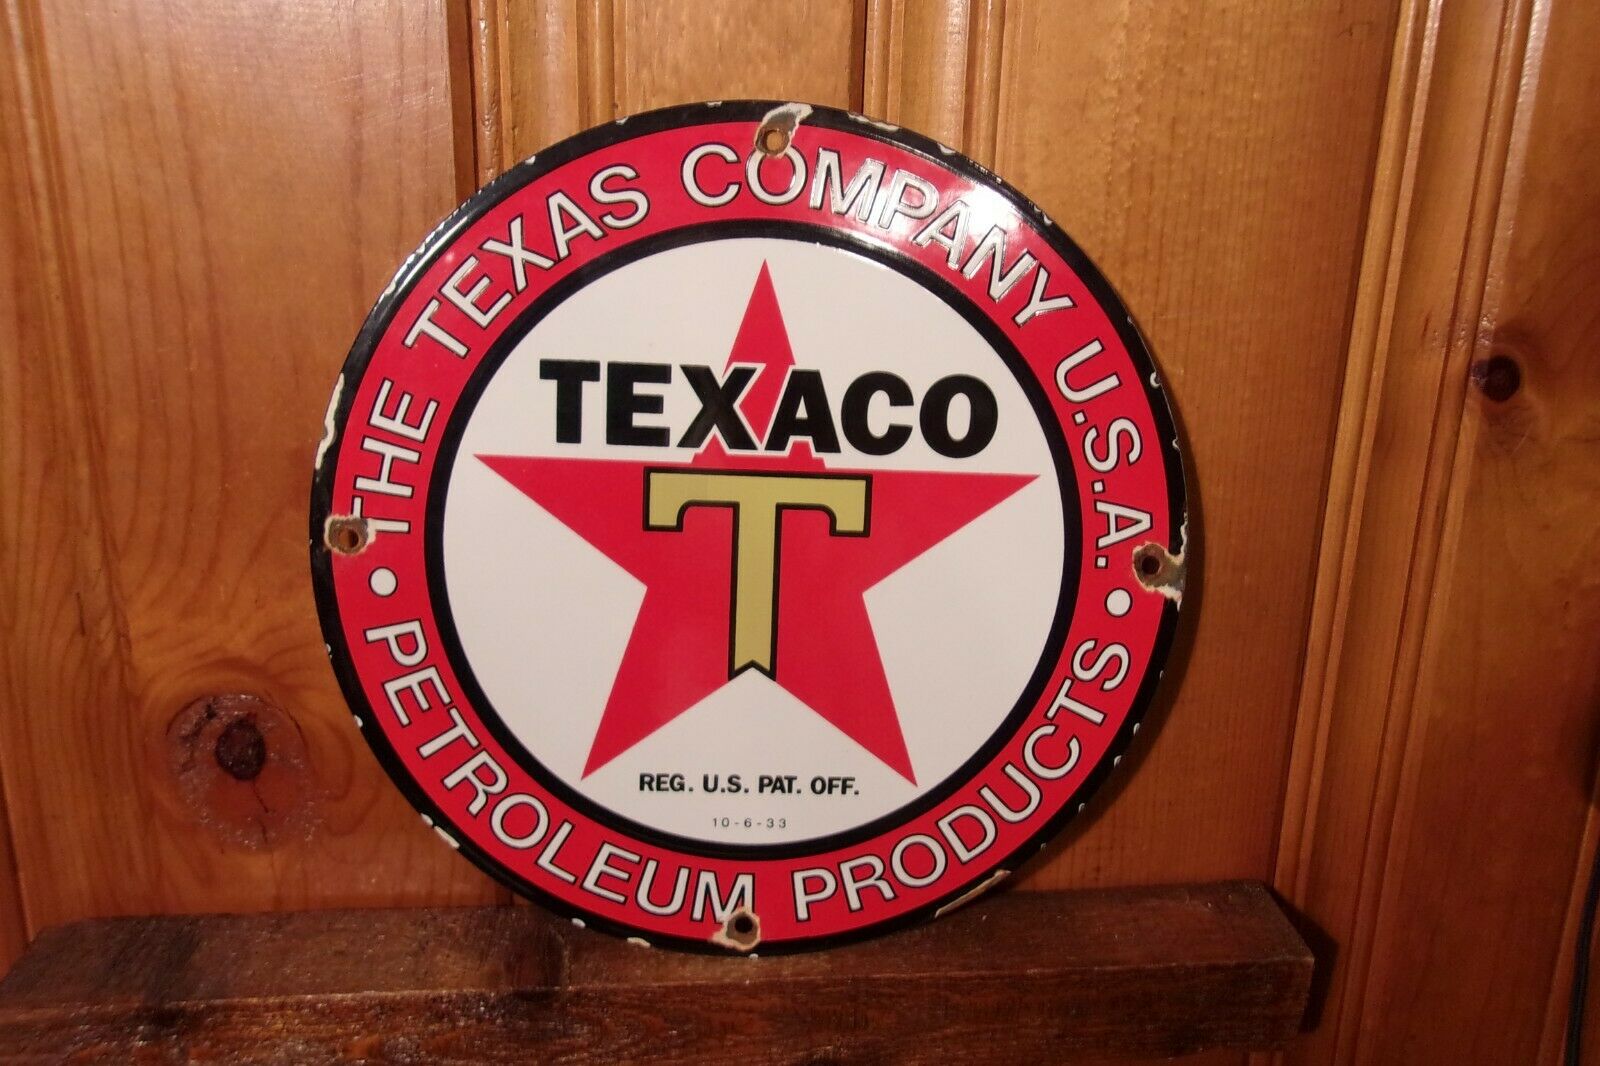 THE TEXAS COMPANY U.S.A.
TEXACO
T
REG. U.S. PAT. OFF.
10-6-33
• PETROLEUM PRODUCTS •